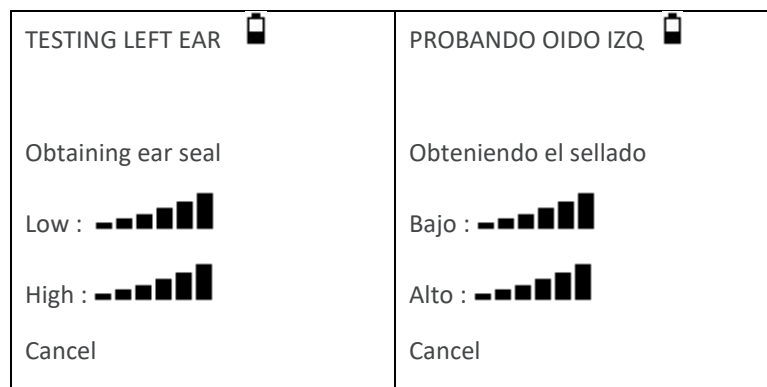 TESTING LEFT EAR
Obtaining ear seal
Low :
High :
Cancel
PROBANDO OIDO IZQ
Obteniendo el sellado
Bajo :
Alto :
Cancel